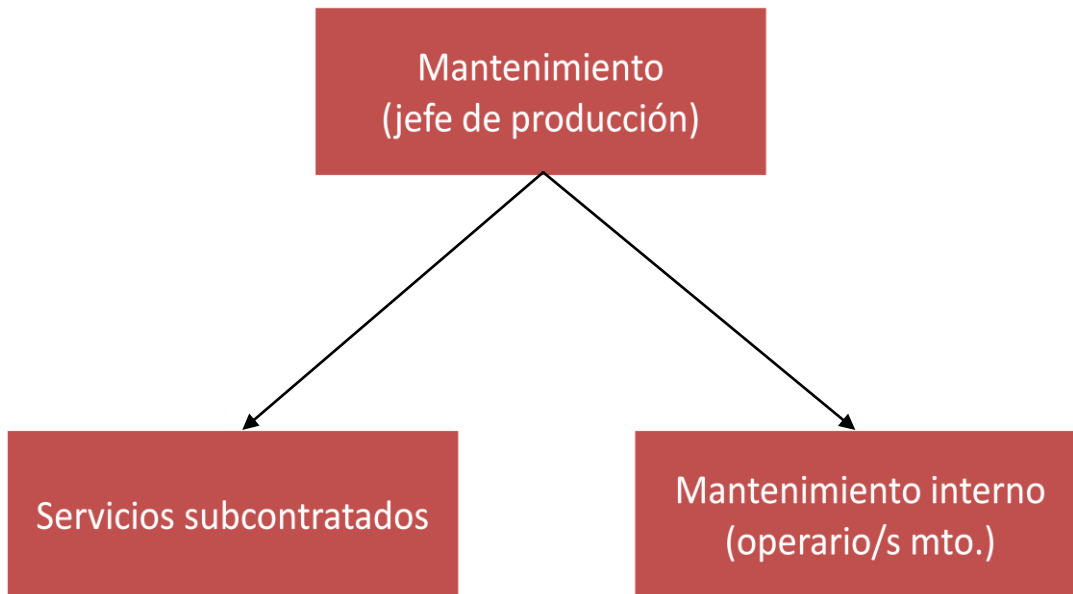 Mantenimiento
(jefe de producción)
Servicios subcontratados
Mantenimiento interno
(operario/s mto.)